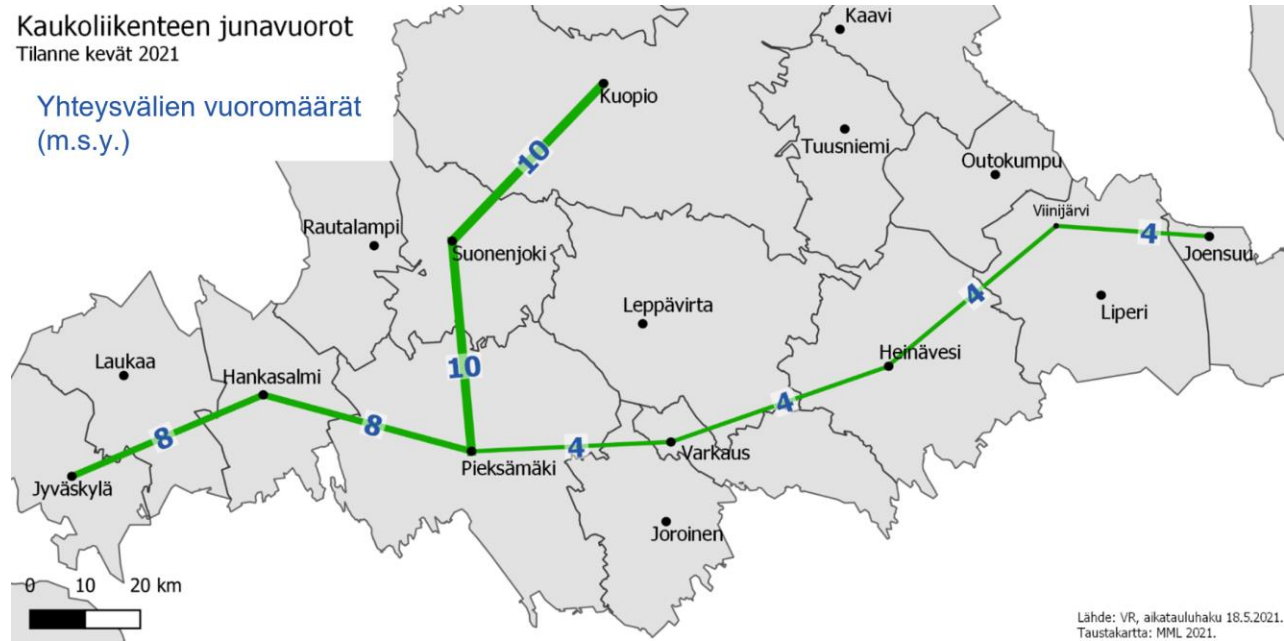 Kaukoliikenteen junavuorot
Tilanne kevät 2021
Yhteysvälien vuoromäärät
(m.s.y.)
Kaavi
Kuopio
10
Tuusniemi
Outokumpu
Viinijärvi
Rautalampi
Suonenjoki
4
Joensuu
4
Leppävirta
Liperi
Laukaa
Hankasalmi
10
Heinävesi
8
8
4
4
Pieksämäki
Varkaus
Jyväskylä
Joroinen
0 10 20 km
Lähde: VR, aikatauluhaku 18.5.2021.
Taustakartta: MML 2021.